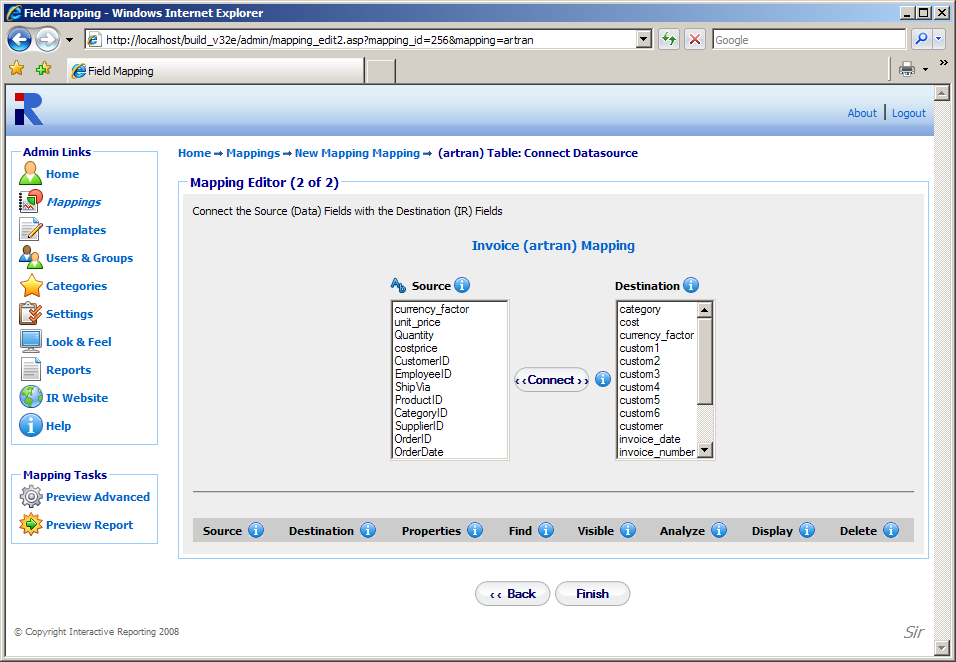 Field Mapping - Windows Internet Explorer
http://localhost/build_v32e/admin/mapping_edit2.asp?mapping_id=256&mapping=artran
Google
Field Mapping
R
About | Logout
Admin Links
Home
Mappings
Templates
Users & Groups
Categories
Settings
Look & Feel
Reports
IR Website
Help
Mapping Tasks
Preview Advanced
Preview Report
Home → Mappings → New Mapping Mapping → (artran) Table: Connect Datasource
Mapping Editor (2 of 2)
Connect the Source (Data) Fields with the Destination (IR) Fields
Invoice (artran) Mapping
Source
currency_factor
unit_price
Quantity
costprice
CustomerID
EmployeeID
ShipVia
ProductID
CategoryID
SupplierID
OrderID
OrderDate
‹ ‹ Connect › ›
Destination
category
cost
currency_factor
custom1
custom2
custom3
custom4
custom5
custom6
customer
invoice_date
invoice_number
Source Destination Properties Find Visible Analyze Display Delete
‹ ‹ Back Finish
© Copyright Interactive Reporting 2008
Sir